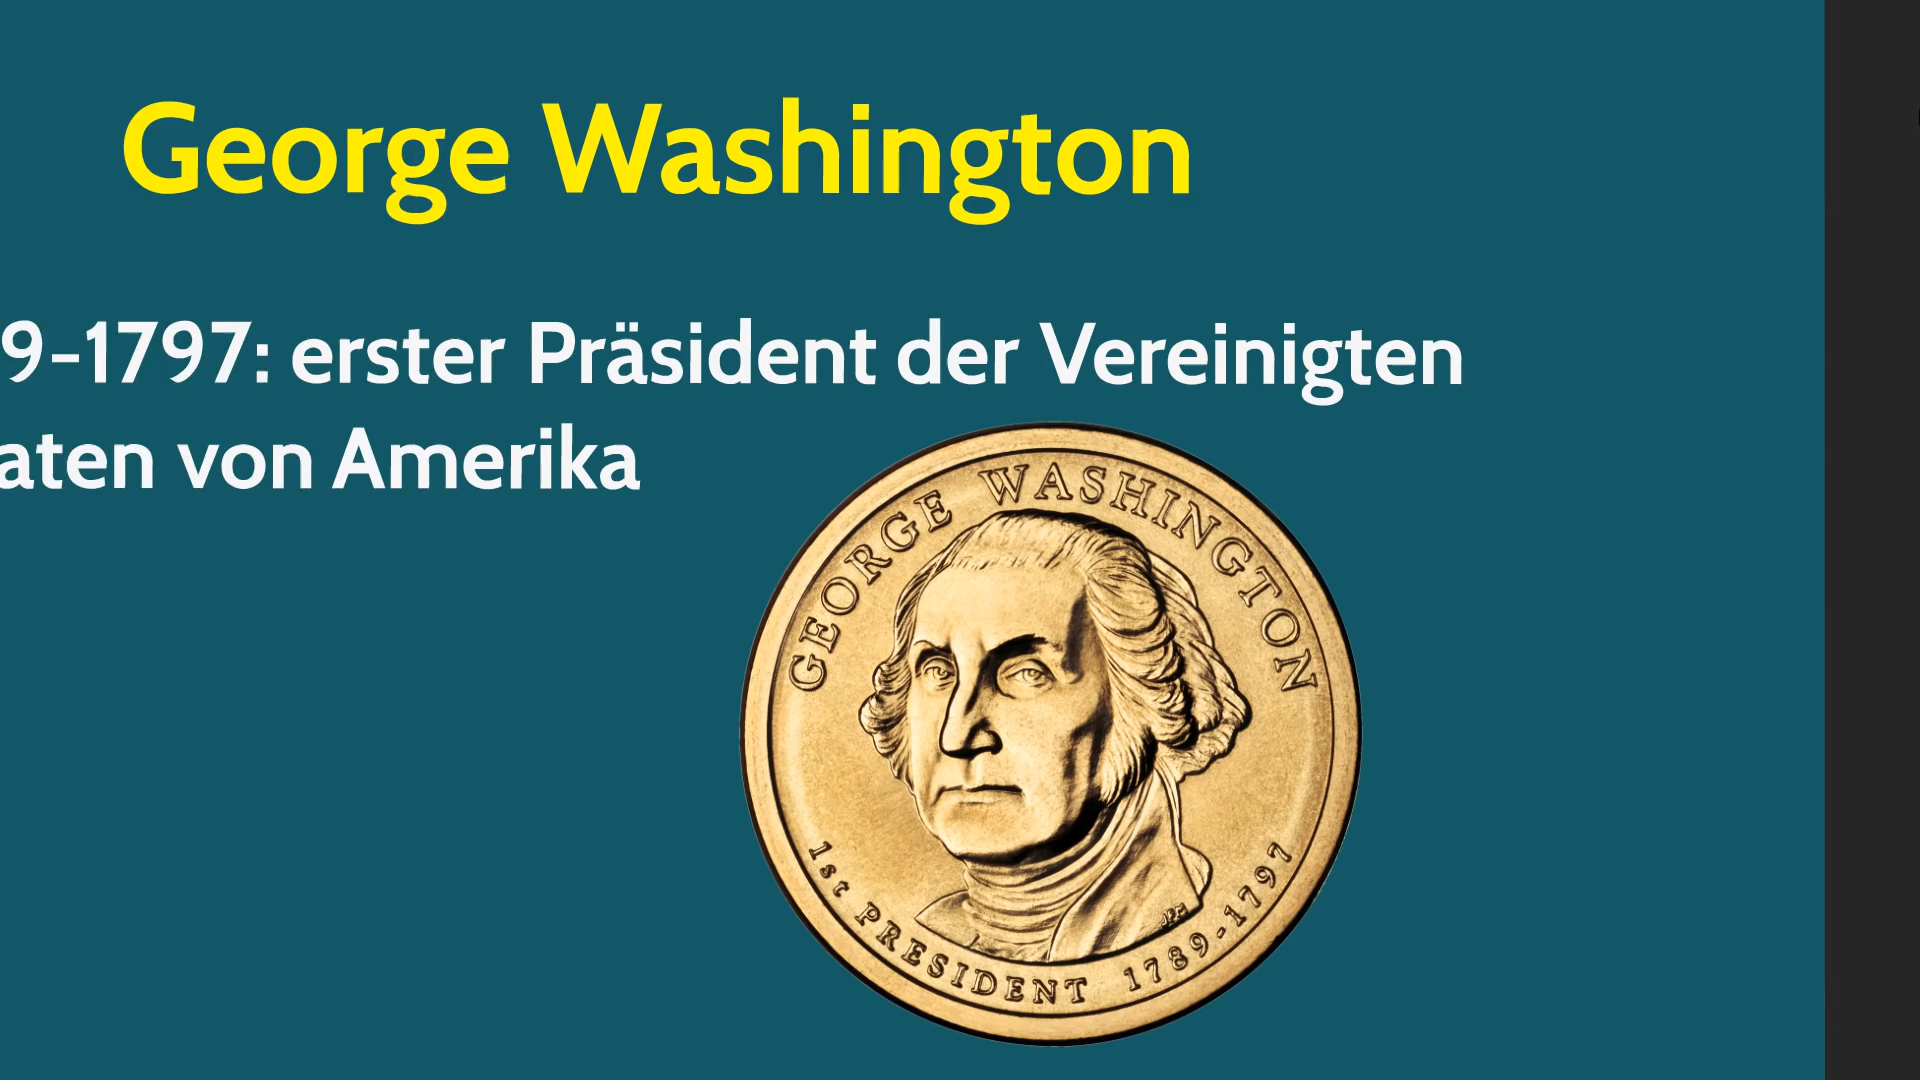 George Washington
9-1797: erster Präsident der Vereinigten
aten von Amerika
GEORGE WASHINGTON
1st PRESIDENT 1789-1797